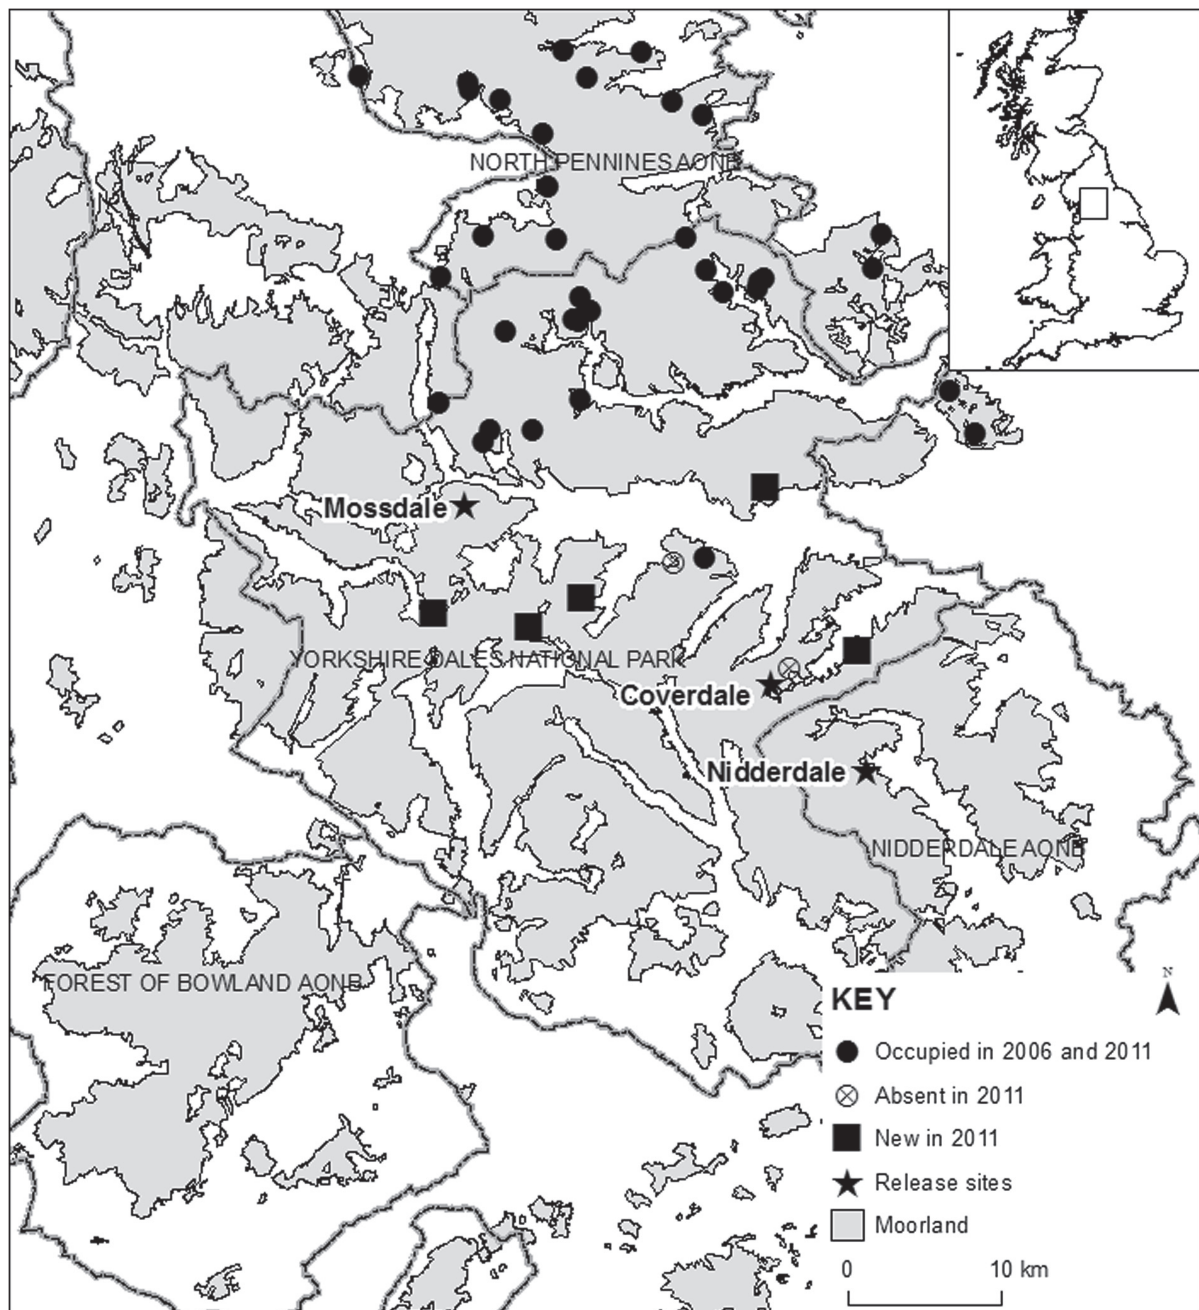 NORTH PENNINES AONB
Mossdale
YORKSHIRE DALES NATIONAL PARK
Coverdale
Nidderdale
NIDDERDALE AONB
FOREST OF BOWLAND AONB
N
KEY
Occupied in 2006 and 2011
Absent in 2011
New in 2011
Release sites
Moorland
0 10 km